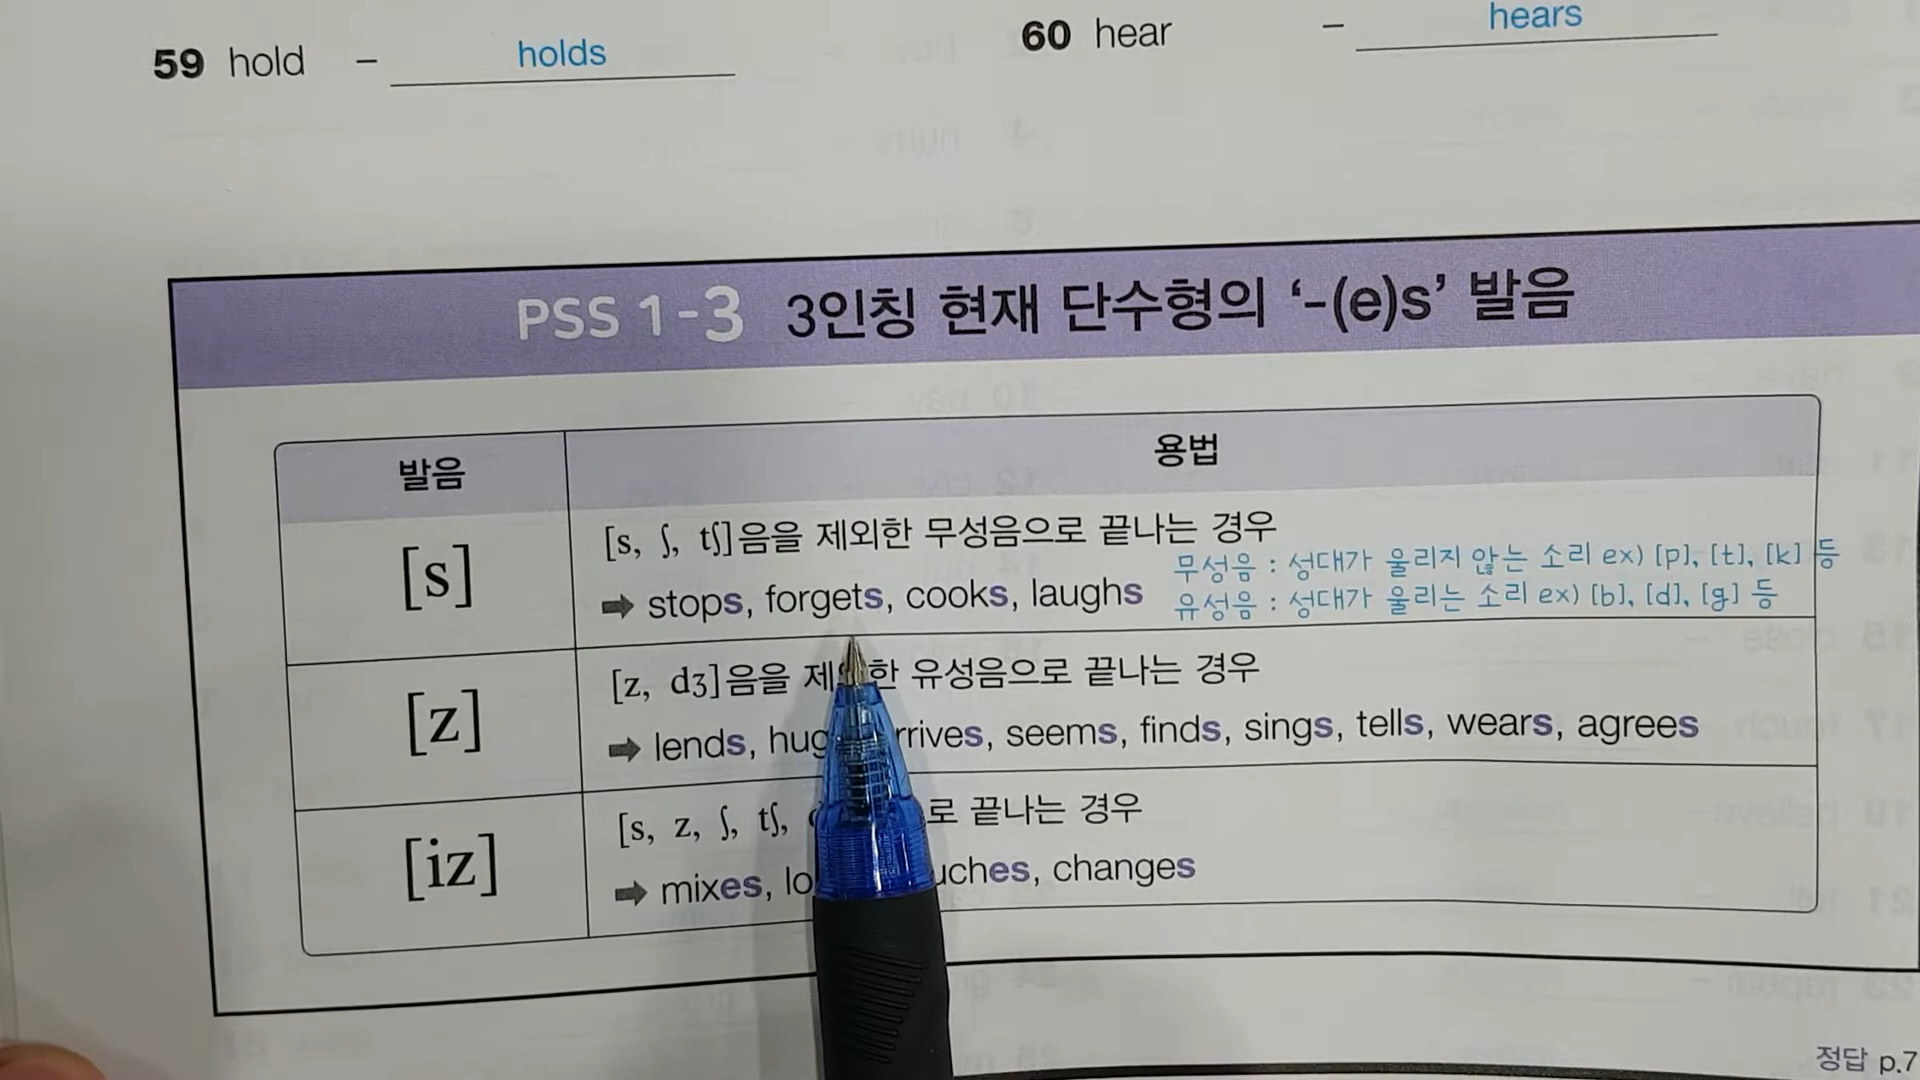 59 hold - holds
60 hear - hears
PSS 1-3 3인칭 현재 단수형의 ‘-(e)s’ 발음
발음 용법
[s] [s, ʃ, tʃ]음을 제외한 무성음으로 끝나는 경우
무성음 : 성대가 울리지 않는 소리 ex) [p], [t], [k] 등
➡ stops, forgets, cooks, laughs
유성음 : 성대가 울리는 소리 ex) [b], [d], [g] 등
[z] [z, dʒ]음을 한 유성음으로 끝나는 경우
➡ lends, seems, finds, sings, tells, wears, agrees
[iz] [s, z, ʃ, tʃ, 로 끝나는 경우
➡ mixes, changes
정답 p.7